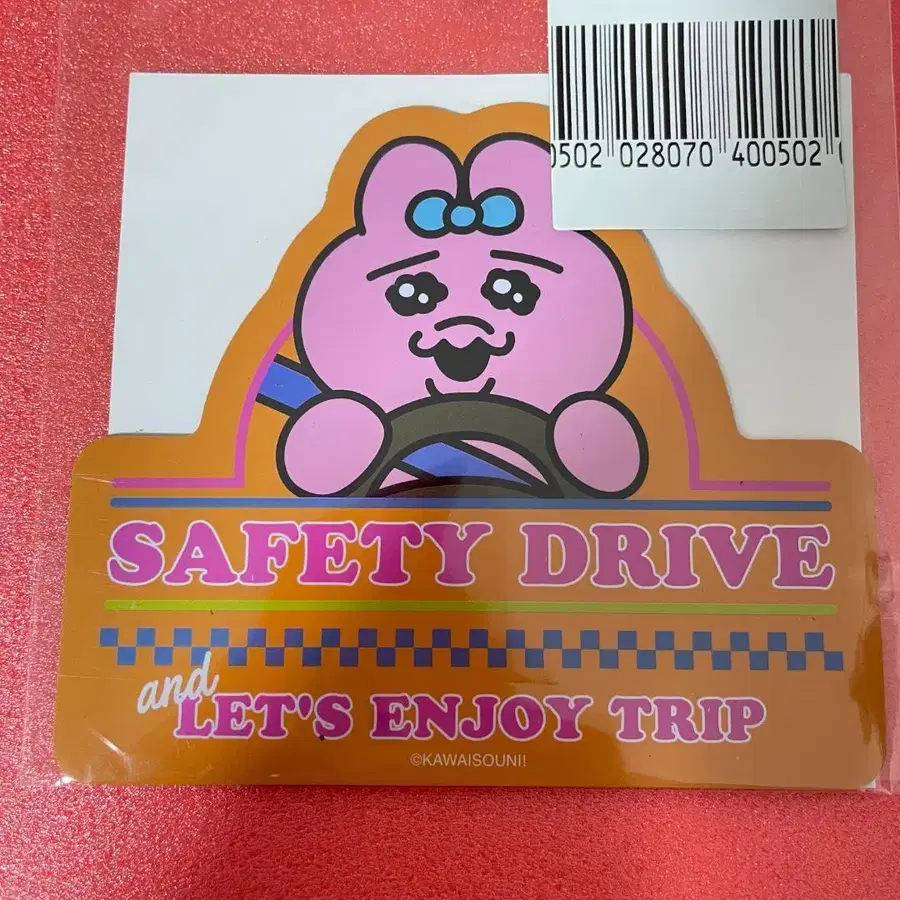 0502 028070 400502
SAFETY DRIVE
and
LET'S ENJOY TRIP
©KAWAISOUNI!